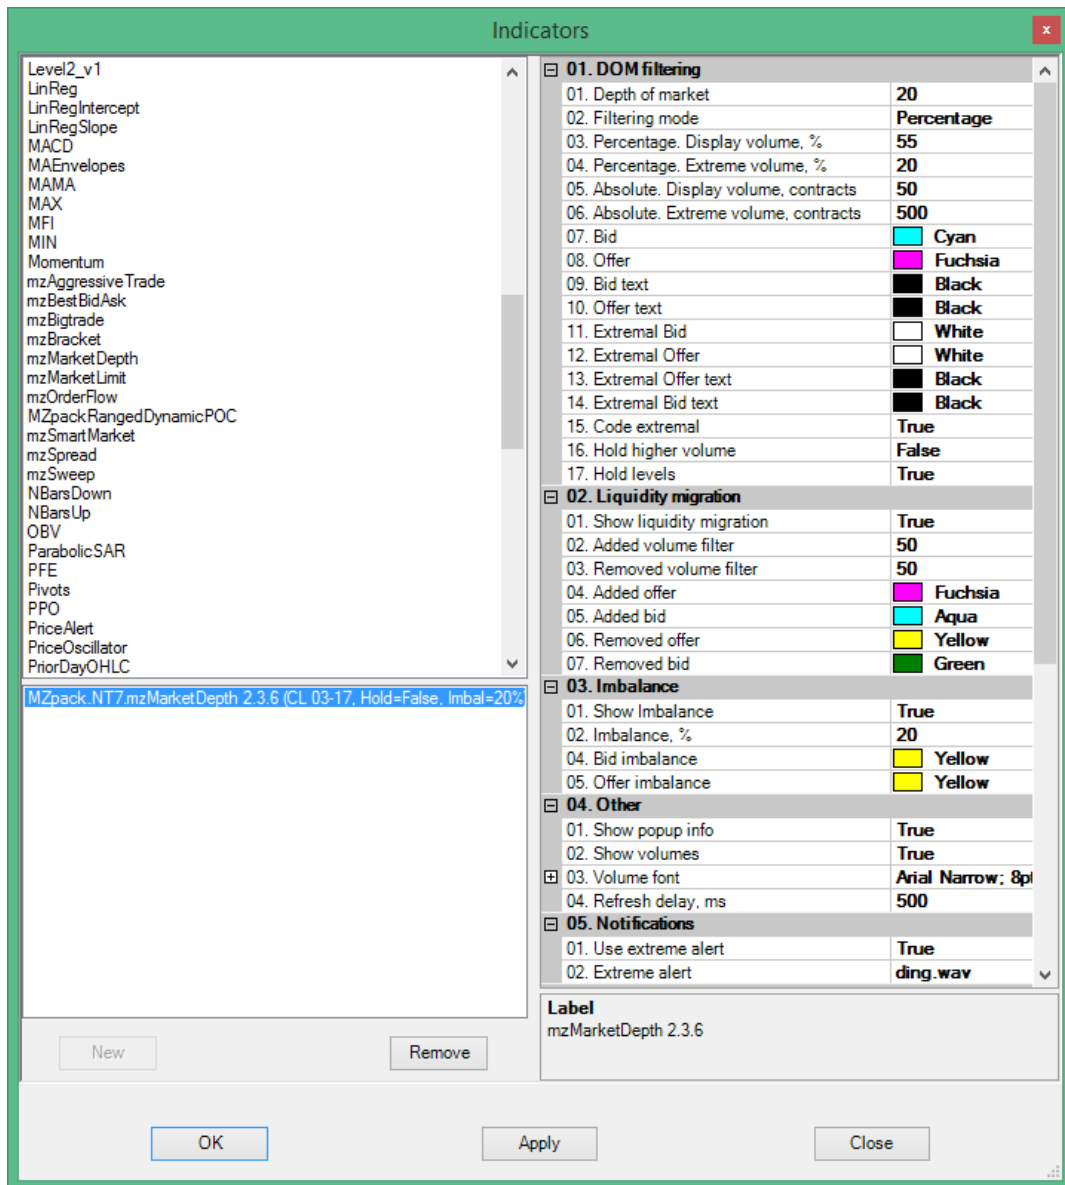 Indicators
x
Level2_v1
LinReg
LinRegIntercept
LinRegSlope
MACD
MAEnvelopes
MAMA
MAX
MFI
MIN
Momentum
mzAggressiveTrade
mzBestBidAsk
mzBigtrade
mzBracket
mzMarketDepth
mzMarketLimit
mzOrderFlow
MZpackRangedDynamicPOC
mzSmartMarket
mzSpread
mzSweep
NBarsDown
NBarsUp
OBV
ParabolicSAR
PFE
Pivots
PPO
PriceAlert
PriceOscillator
PriorDayOHLC
MZpack.NT7.mzMarketDepth 2.3.6 (CL 03-17, Hold=False, Imbal=20%
New
Remove
01. DOM filtering
01. Depth of market 20
02. Filtering mode Percentage
03. Percentage. Display volume, % 55
04. Percentage. Extreme volume, % 20
05. Absolute. Display volume, contracts 50
06. Absolute. Extreme volume, contracts 500
07. Bid Cyan
08. Offer Fuchsia
09. Bid text Black
10. Offer text Black
11. Extremal Bid White
12. Extremal Offer White
13. Extremal Offer text Black
14. Extremal Bid text Black
15. Code extremal True
16. Hold higher volume False
17. Hold levels True
02. Liquidity migration
01. Show liquidity migration True
02. Added volume filter 50
03. Removed volume filter 50
04. Added offer Fuchsia
05. Added bid Aqua
06. Removed offer Yellow
07. Removed bid Green
03. Imbalance
01. Show Imbalance True
02. Imbalance, % 20
04. Bid imbalance Yellow
05. Offer imbalance Yellow
04. Other
01. Show popup info True
02. Show volumes True
03. Volume font Arial Narrow; 8pt
04. Refresh delay, ms 500
05. Notifications
01. Use extreme alert True
02. Extreme alert ding.wav
Label
mzMarketDepth 2.3.6
OK
Apply
Close